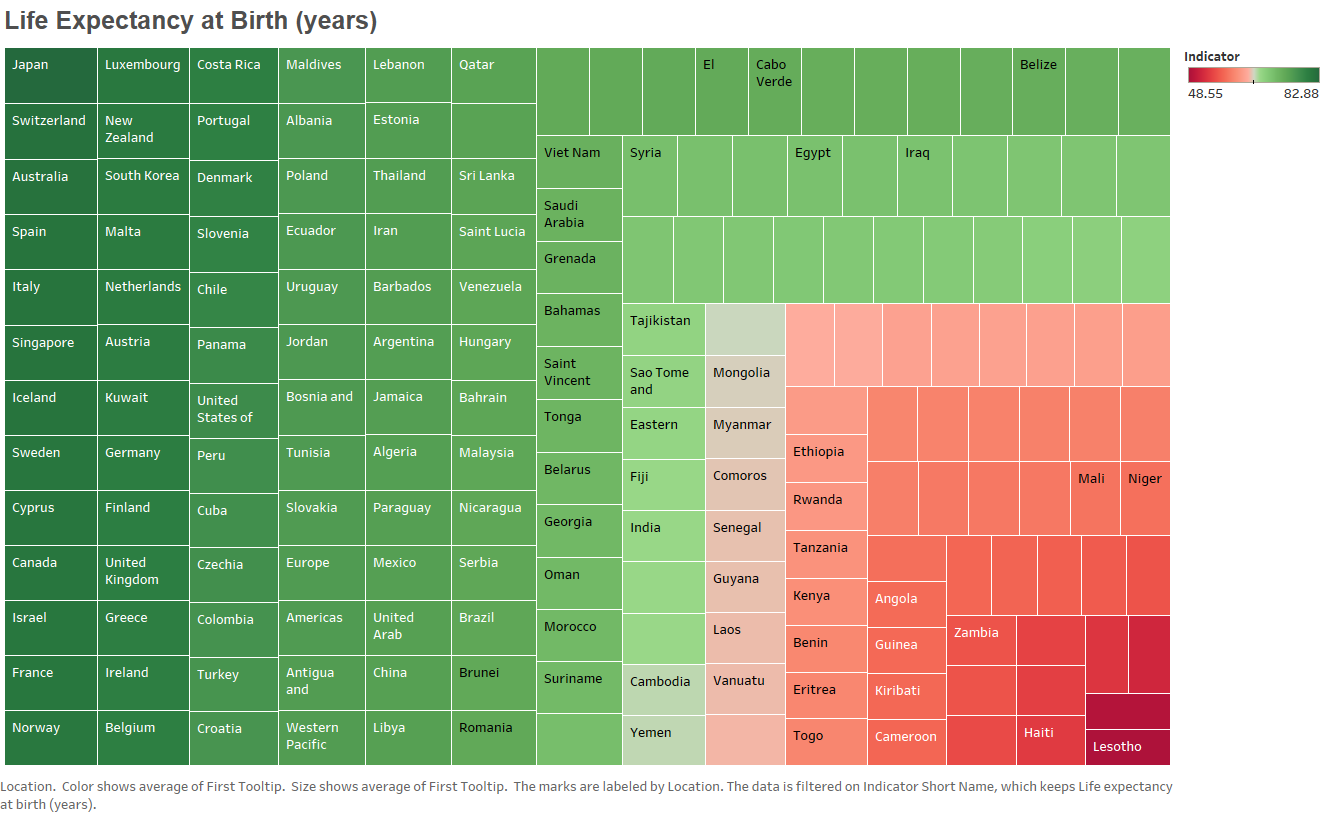 Life Expectancy at Birth (years)
Indicator
48.55
82.88
Japan
Switzerland
Australia
Spain
Italy
Singapore
Iceland
Sweden
Cyprus
Canada
Israel
France
Norway
Luxembourg
New
Zealand
South Korea
Malta
Netherlands
Austria
Kuwait
Germany
Finland
United
Kingdom
Greece
Ireland
Belgium
Costa Rica
Portugal
Denmark
Slovenia
Chile
Panama
United
States of
Peru
Cuba
Czechia
Colombia
Turkey
Croatia
Maldives
Albania
Poland
Ecuador
Uruguay
Jordan
Bosnia and
Tunisia
Slovakia
Europe
Americas
Antigua
and
Western
Pacific
Lebanon
Estonia
Thailand
Iran
Barbados
Argentina
Jamaica
Algeria
Paraguay
Mexico
United
Arab
China
Libya
Qatar
Sri Lanka
Saint Lucia
Venezuela
Hungary
Bahrain
Malaysia
Nicaragua
Serbia
Brazil
Brunei
Romania
El
Cabo
Verde
Belize
Viet Nam
Saudi
Arabia
Grenada
Bahamas
Saint
Vincent
Tonga
Belarus
Georgia
Oman
Morocco
Suriname
Syria
Egypt
Iraq
Tajikistan
Sao Tome
and
Eastern
Fiji
India
Cambodia
Yemen
Mongolia
Myanmar
Comoros
Senegal
Guyana
Laos
Vanuatu
Ethiopia
Rwanda
Tanzania
Kenya
Benin
Eritrea
Togo
Mali
Niger
Angola
Guinea
Kiribati
Cameroon
Zambia
Haiti
Lesotho
Location.  Color shows average of First Tooltip.  Size shows average of First Tooltip.  The marks are labeled by Location. The data is filtered on Indicator Short Name, which keeps Life expectancy
at birth (years).